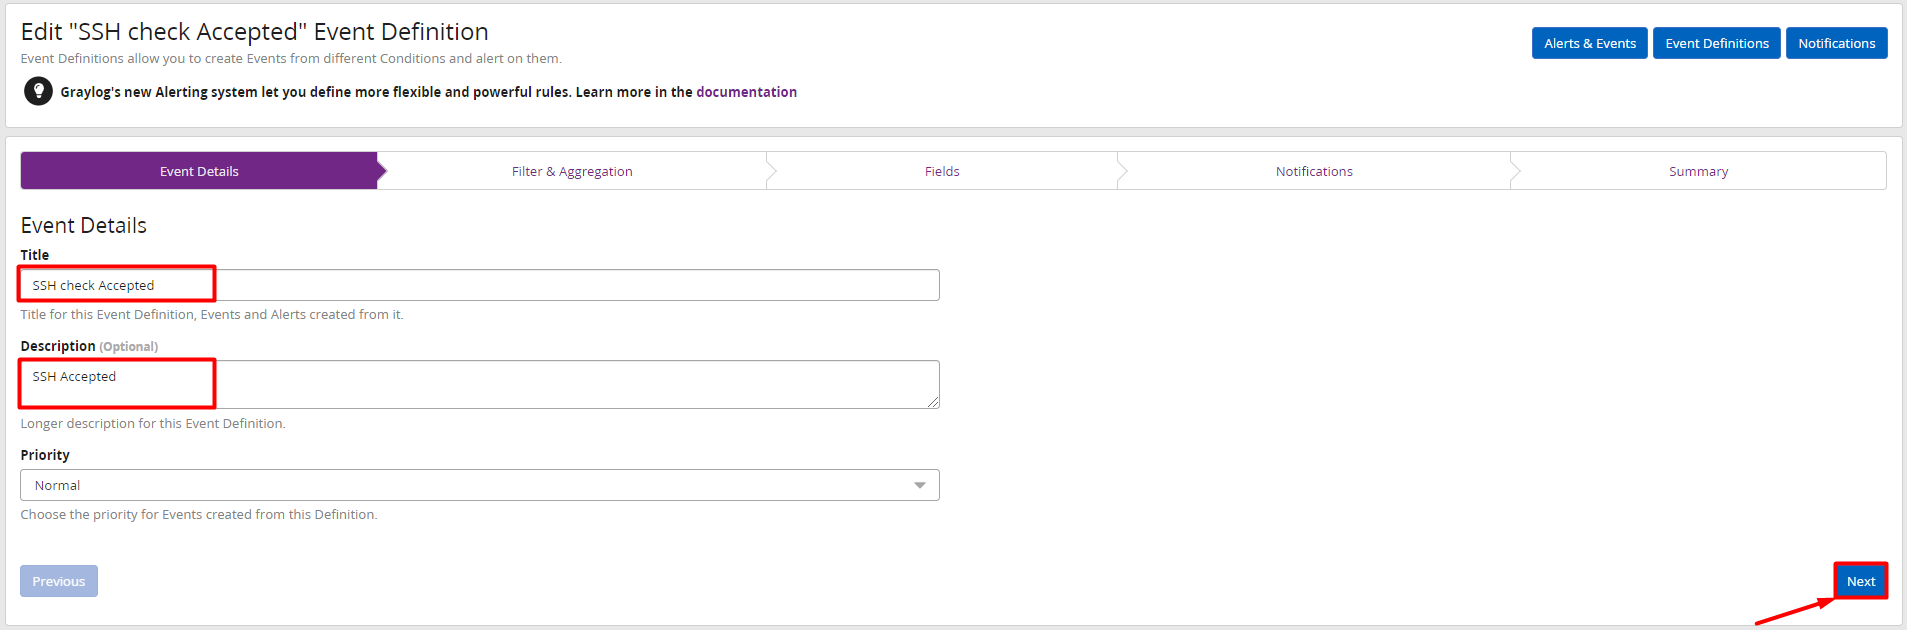 Edit "SSH check Accepted" Event Definition
Alerts & Events Event Definitions Notifications
Event Definitions allow you to create Events from different Conditions and alert on them.
Graylog's new Alerting system let you define more flexible and powerful rules. Learn more in the documentation
Event Details Filter & Aggregation Fields Notifications Summary
Event Details
Title
SSH check Accepted
Title for this Event Definition, Events and Alerts created from it.
Description (Optional)
SSH Accepted
Longer description for this Event Definition.
Priority
Normal
Choose the priority for Events created from this Definition.
Previous Next